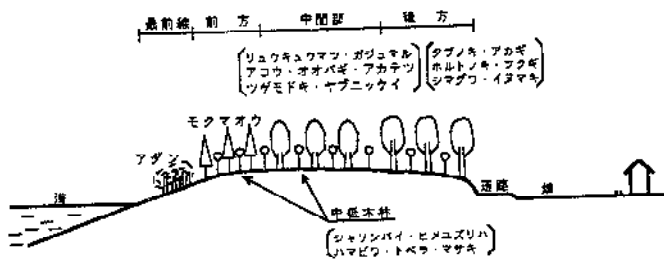 最前線 前方 中間部 後方
リュウキュウマツ・ガジュマル
アコウ・オオバギ・アカテツ
ツゲモドキ・ヤブニッケイ
タブノキ・アカギ
ホルトノキ・フクギ
シマグワ・イヌマキ
モクマオウ
アダン
海
道路 畑
中低木林
シャリンバイ・ヒメユズリハ
ハマビワ・トベラ・マサキ